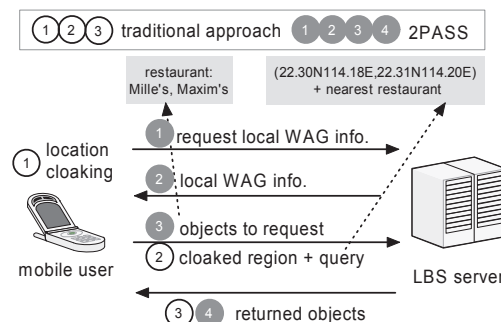 1 2 3 traditional approach 1 2 3 4 2PASS
restaurant:
Mille's, Maxim's
(22.30N114.18E,22.31N114.20E)
+ nearest restaurant
1 location
cloaking
1 request local WAG info.
2 local WAG info.
3 objects to request
2 cloaked region + query
mobile user
LBS server
3 4 returned objects